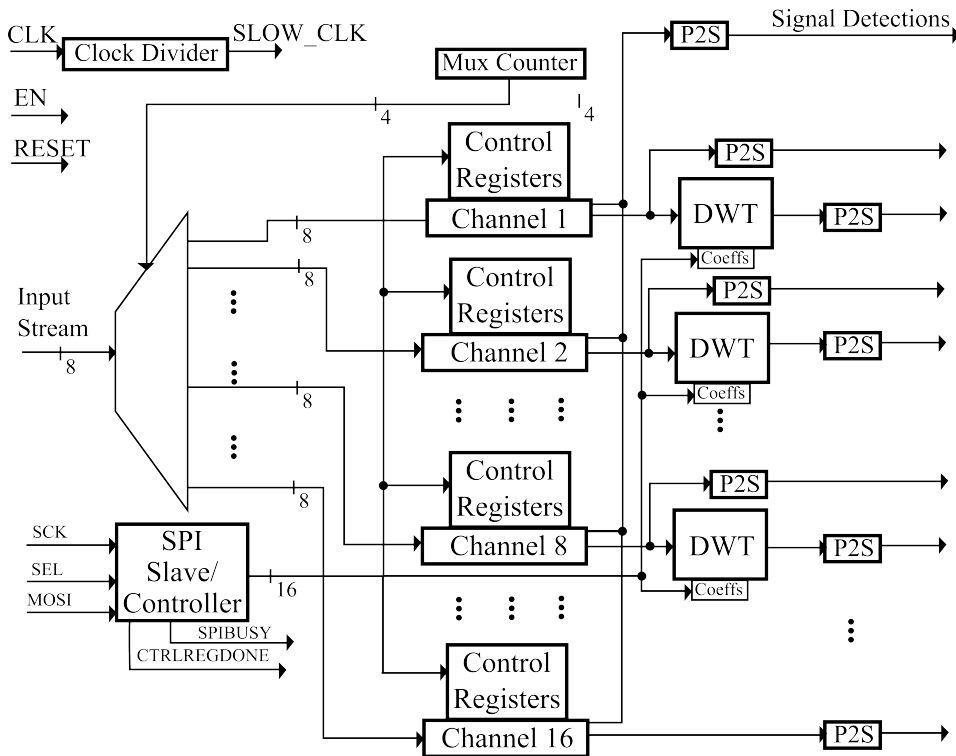 Signal Detections
P2S
CLK
Clock Divider
SLOW_CLK
Mux Counter
EN
4
4
RESET
Control
Registers
Channel 1
8
P2S
DWT
P2S
Coeffs
Input
Stream
8
8
Control
Registers
Channel 2
P2S
DWT
P2S
Coeffs
8
8
Control
Registers
Channel 8
P2S
DWT
P2S
Coeffs
SCK
SEL
MOSI
SPI
Slave/
Controller
16
SPIBUSY
CTRLREGDONE
Control
Registers
Channel 16
P2S